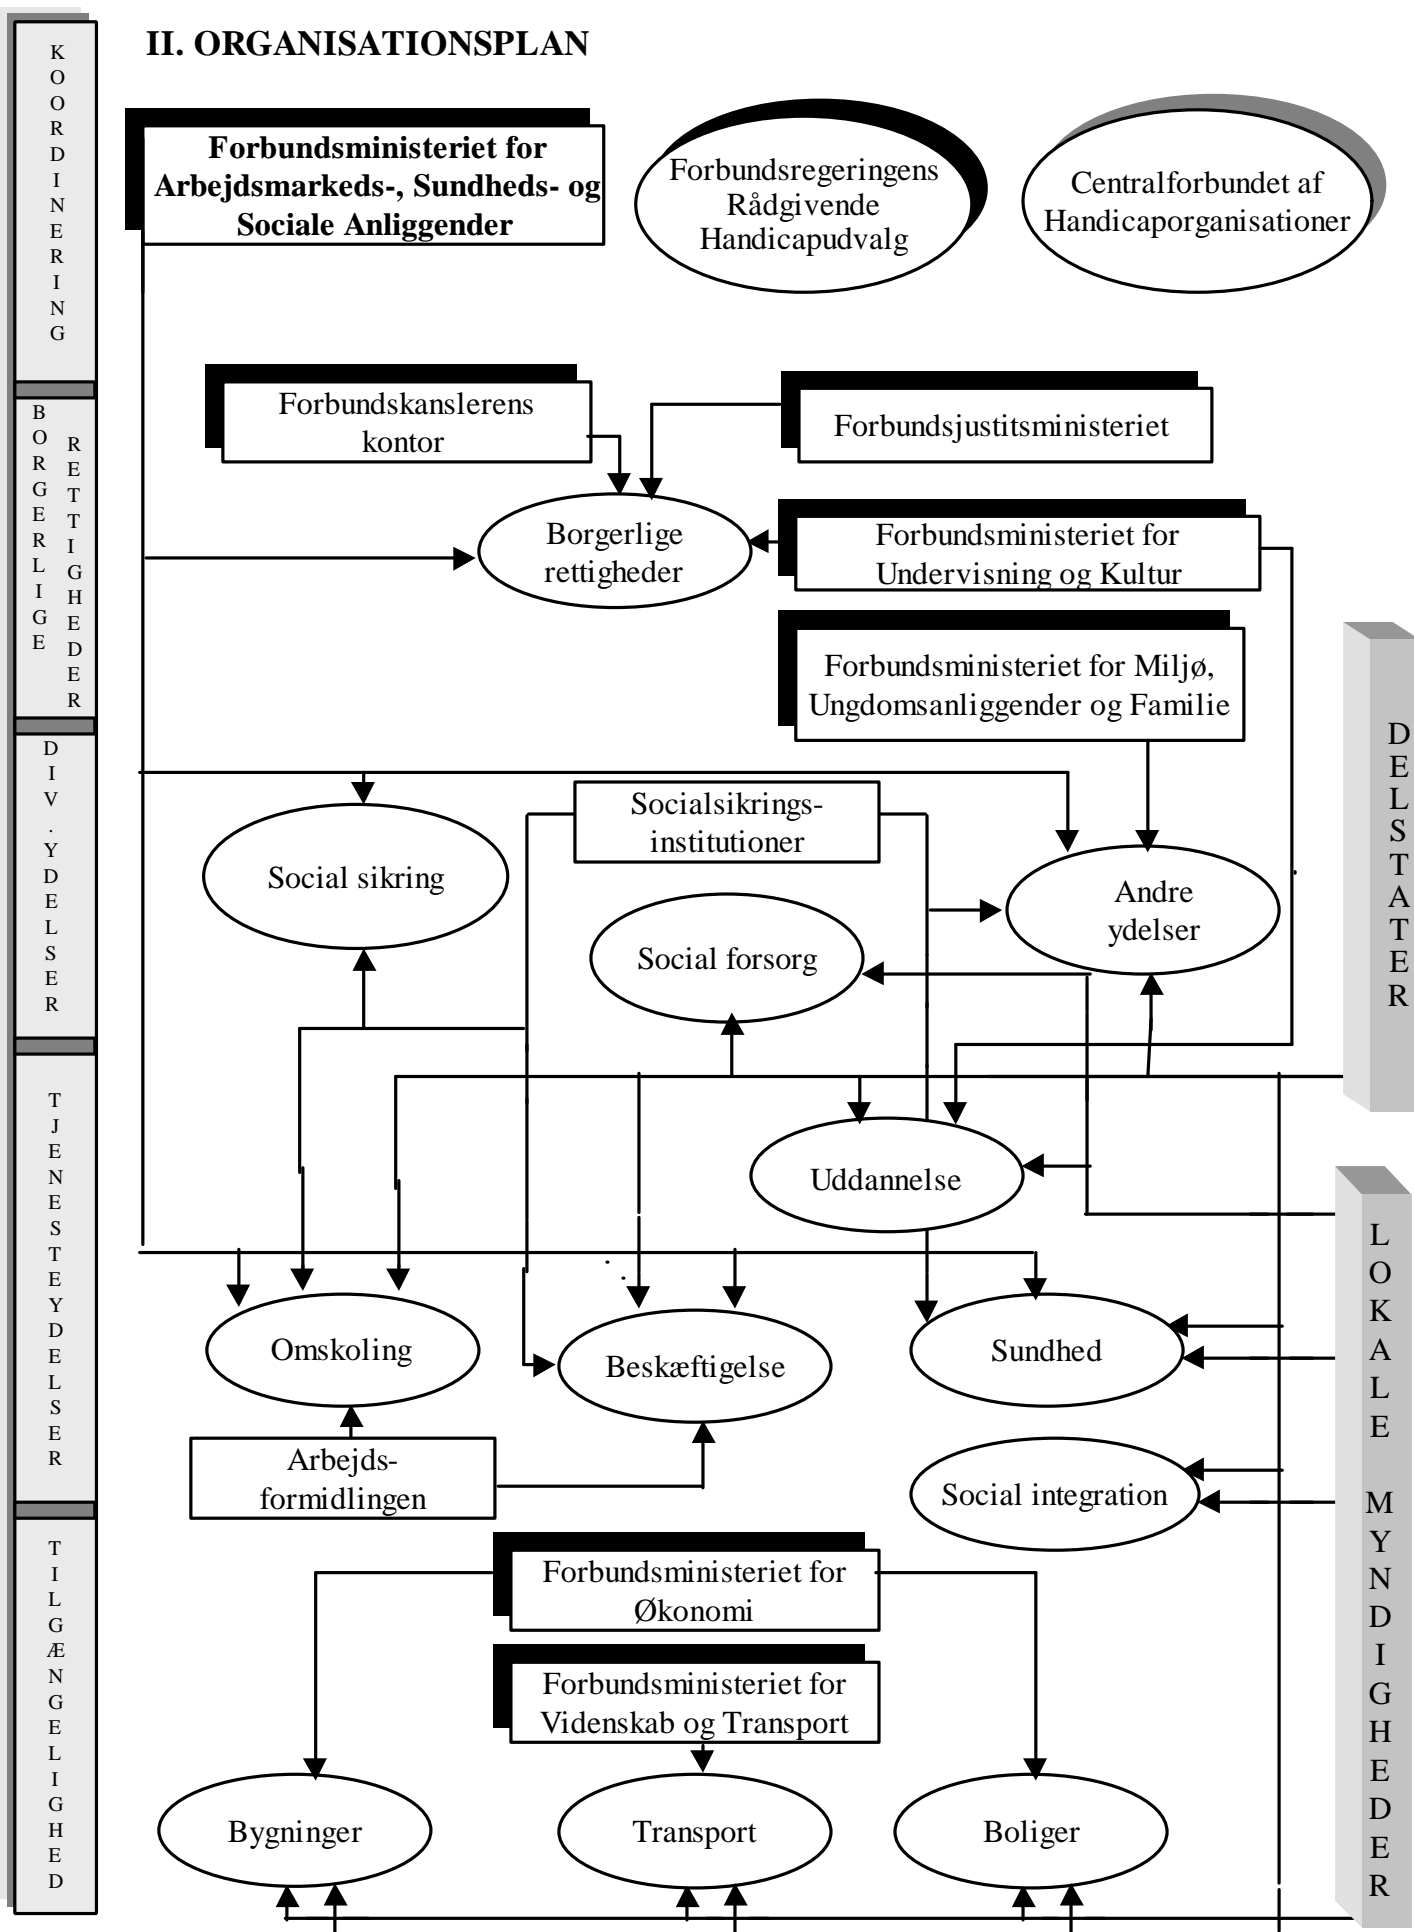 II. ORGANISATIONSPLAN
KOORDINERING
Forbundsministeriet for
Arbejdsmarkeds-, Sundheds- og
Sociale Anliggender
Forbundsregeringens
Rådgivende
Handicapudvalg
Centralforbundet af
Handicaporganisationer
BORGERLIGE
RETTIGHEDER
Forbundskanslerens
kontor
Forbundsjustitsministeriet
Borgerlige
rettigheder
Forbundsministeriet for
Undervisning og Kultur
Forbundsministeriet for Miljø,
Ungdomsanliggender og Familie
DELSTATER
DIV.YDELSER
Socialsikrings-
institutioner
Social sikring
Andre
ydelser
Social forsorg
TJENESTEYDELSER
Uddannelse
LOKALE MYNDIGHEDER
Omskoling
Beskæftigelse
Sundhed
Arbejds-
formidlingen
Social integration
TILGÆNGELIGHED
Forbundsministeriet for
Økonomi
Forbundsministeriet for
Videnskab og Transport
Bygninger
Transport
Boliger